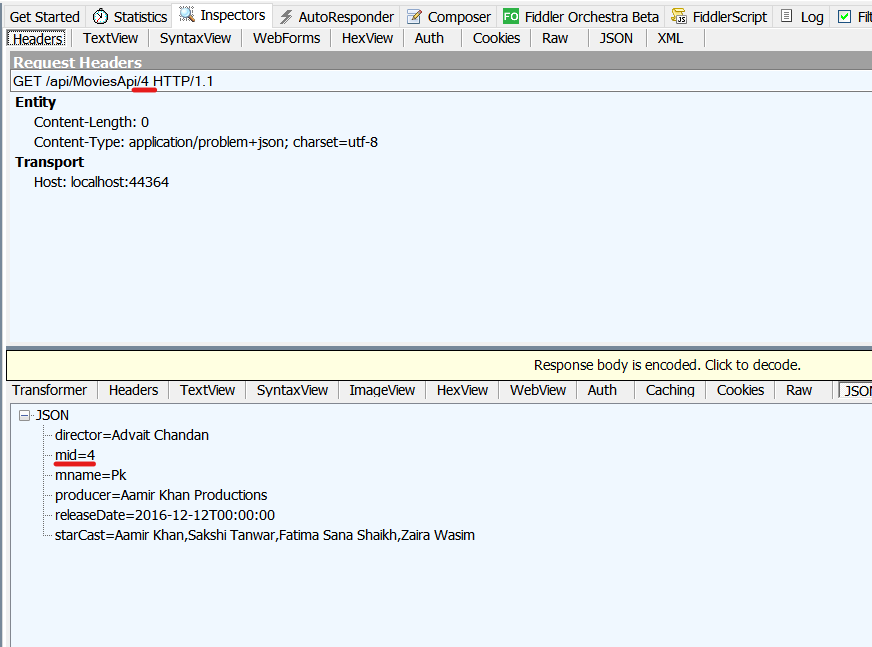 Get Started Statistics Inspectors AutoResponder Composer FO Fiddler Orchestra Beta FiddlerScript Log
Headers TextView SyntaxView WebForms HexView Auth Cookies Raw JSON XML
Request Headers
GET /api/MoviesApi/4 HTTP/1.1
Entity
Content-Length: 0
Content-Type: application/problem+json; charset=utf-8
Transport
Host: localhost:44364
Response body is encoded. Click to decode.
Transformer Headers TextView SyntaxView ImageView HexView WebView Auth Caching Cookies Raw JSON
JSON
director=Advait Chandan
mid=4
mname=Pk
producer=Aamir Khan Productions
releaseDate=2016-12-12T00:00:00
starCast=Aamir Khan,Sakshi Tanwar,Fatima Sana Shaikh,Zaira Wasim